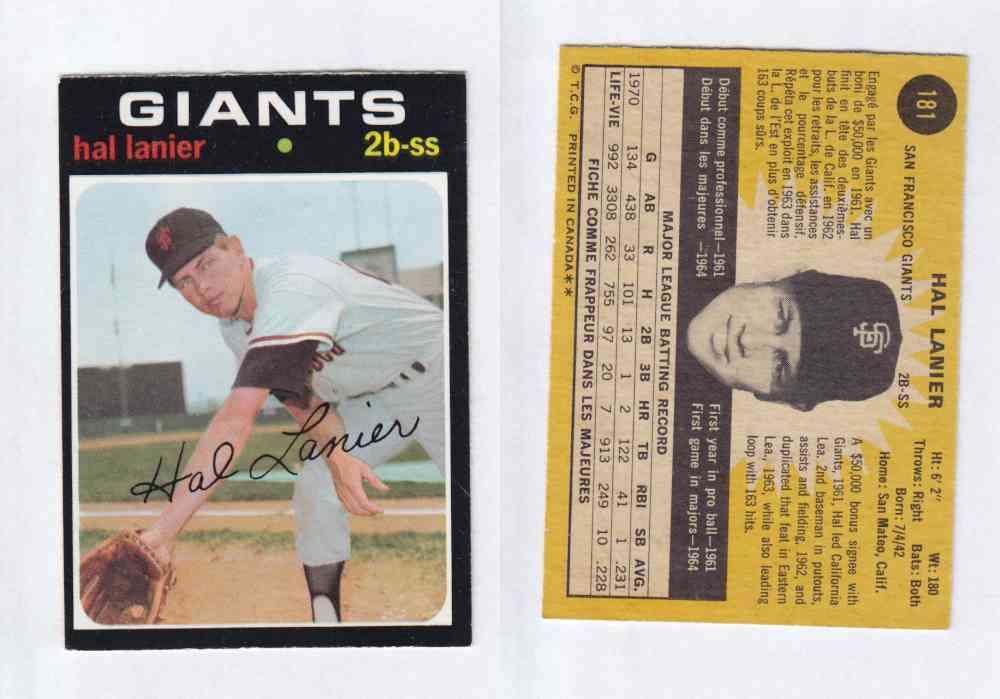 GIANTS
hal lanier • 2b-ss
Hal Lanier
181
HAL LANIER
SAN FRANCISCO GIANTS 2B-SS
Ht: 6' 2" Wt: 180
Throws: Right Bats: Both
Born: 7/4/42
Home: San Mateo, Calif.
Engagé par les Giants avec un
boni de $50,000 en 1961, Hal
finit en tête des deuxièmes-
buts de la L. de Calif. en 1962
pour les retraits, les assistances
et le pourcentage défensif.
Répéta cet exploit en 1963 dans
la L. de l'Est en plus d'obtenir
163 coups sûrs.
SF
A $50,000 bonus signee with
Giants, 1961, Hal led California
Lea. 2nd baseman in putouts,
assists and fielding, 1962, and
duplicated that feat in Eastern
Lea., 1963, while also leading
loop with 163 hits.
Début comme professionnel—1961
Début dans les majeures —1964
First year in pro ball—1961
First game in majors—1964
MAJOR LEAGUE BATTING RECORD
G AB R H 2B 3B HR TB RBI SB AVG.
1970 134 438 33 101 13 1 2 122 41 1 .231
LIFE-VIE 992 3308 262 755 97 20 7 913 249 10 .228
FICHE COMME FRAPPEUR DANS LES MAJEURES
© T.C.G. PRINTED IN CANADA**